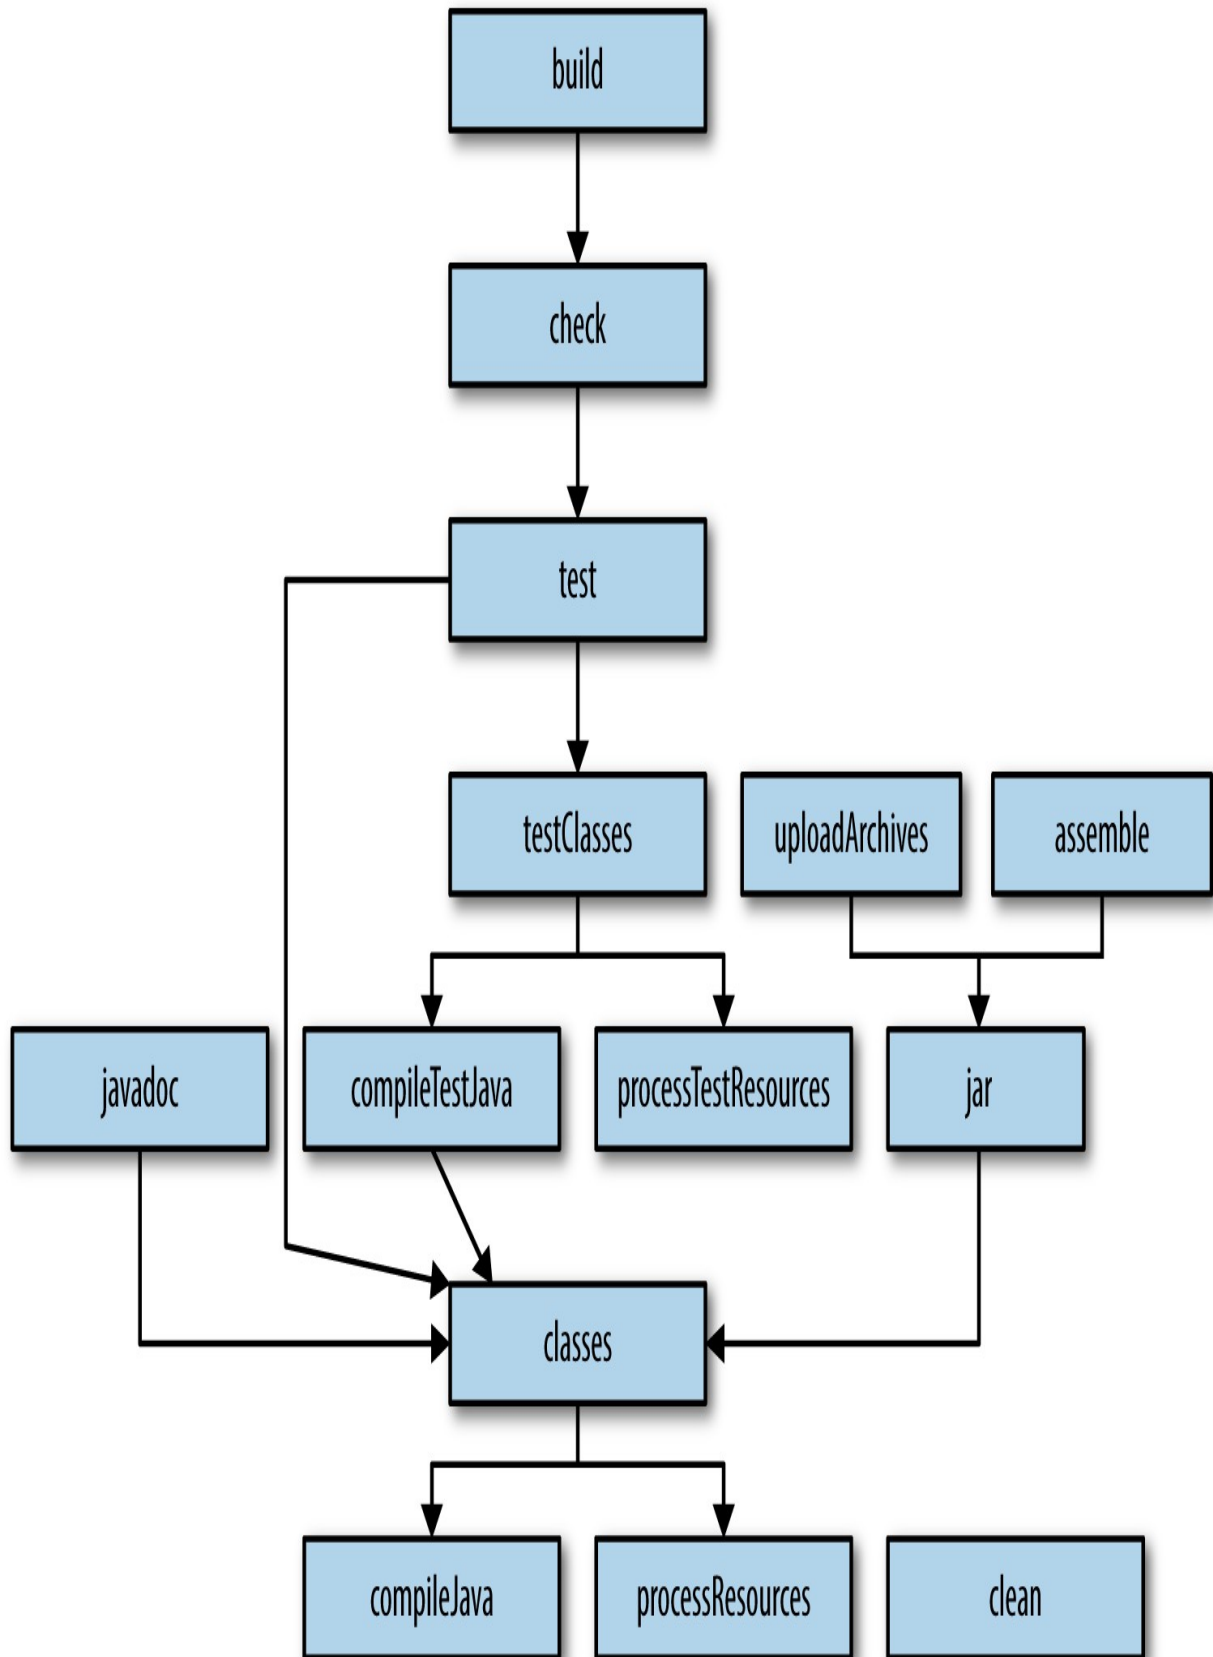 build
check
test
testClasses
uploadArchives
assemble
javadoc
compileTestJava
processTestResources
jar
classes
compileJava
processResources
clean